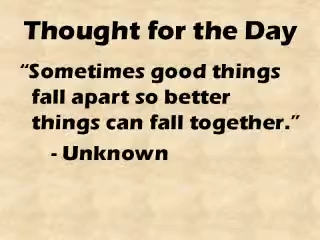 Thought for the Day
“Sometimes good things
fall apart so better
things can fall together.”
- Unknown